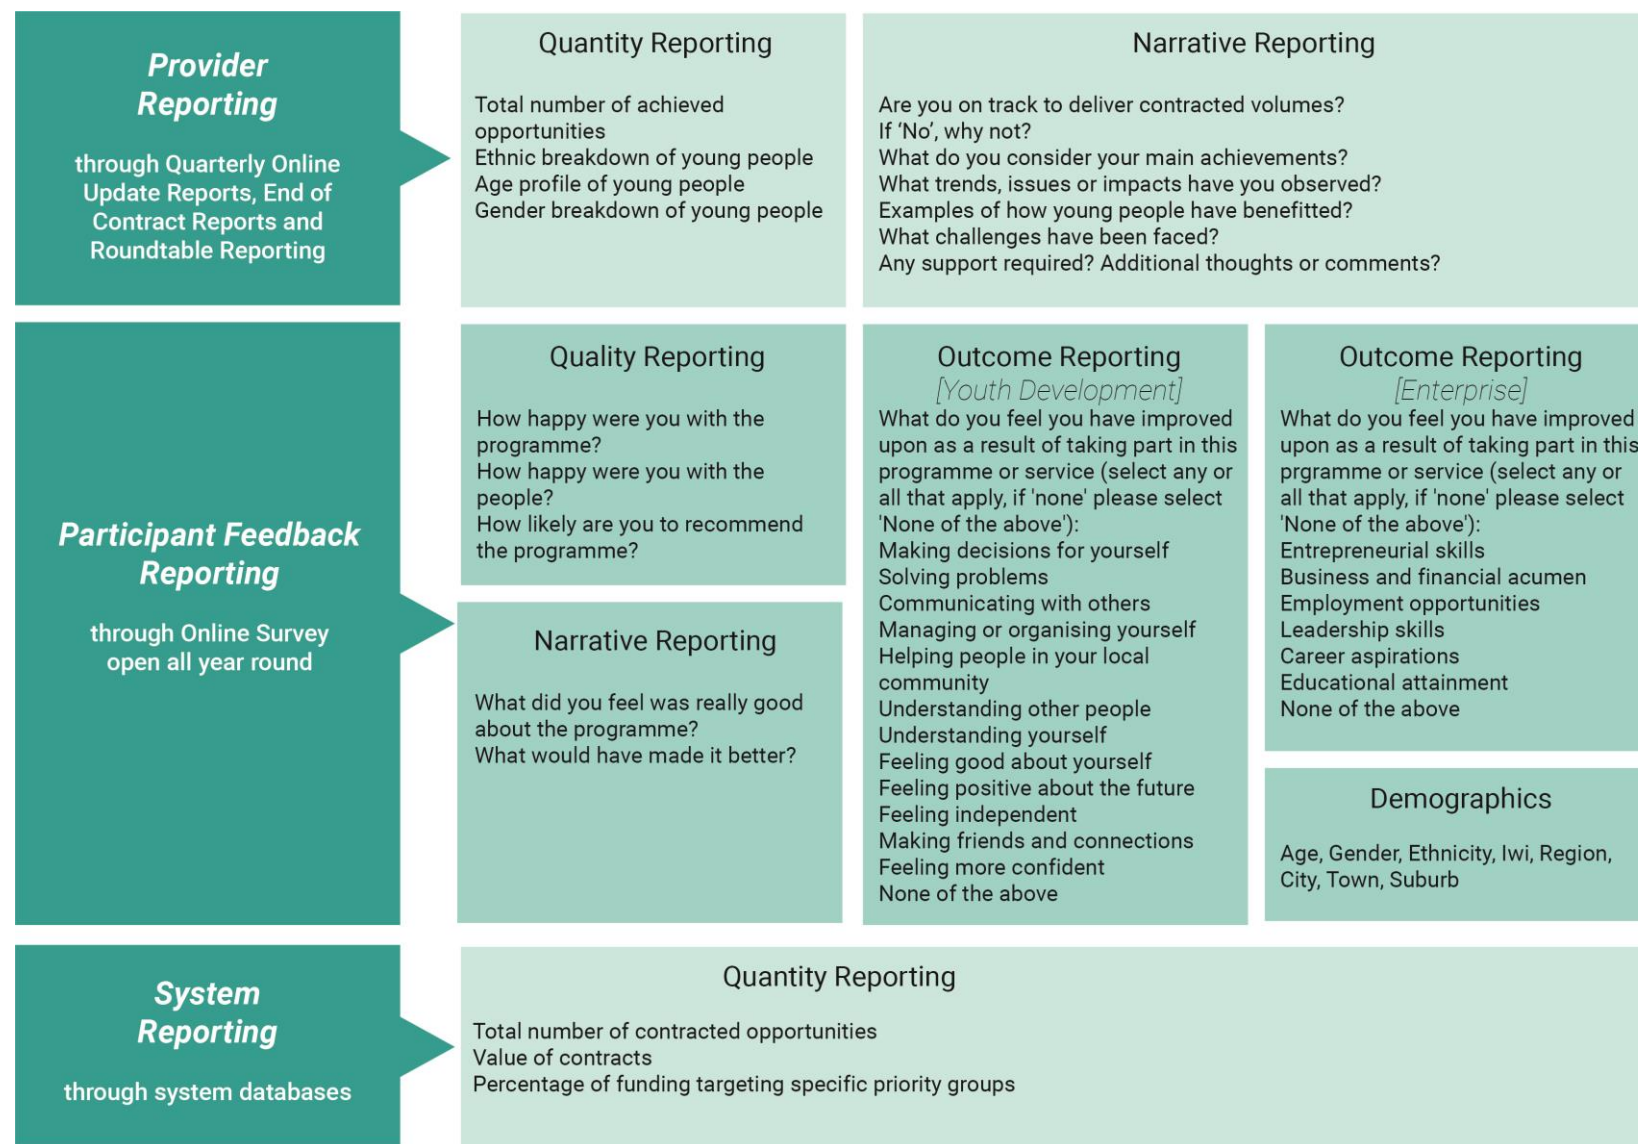 Provider
Reporting
through Quarterly Online
Update Reports, End of
Contract Reports and
Roundtable Reporting
Quantity Reporting
Total number of achieved
opportunities
Ethnic breakdown of young people
Age profile of young people
Gender breakdown of young people
Narrative Reporting
Are you on track to deliver contracted volumes?
If ‘No’, why not?
What do you consider your main achievements?
What trends, issues or impacts have you observed?
Examples of how young people have benefitted?
What challenges have been faced?
Any support required? Additional thoughts or comments?
Participant Feedback
Reporting
through Online Survey
open all year round
Quality Reporting
How happy were you with the
programme?
How happy were you with the
people?
How likely are you to recommend
the programme?
Narrative Reporting
What did you feel was really good
about the programme?
What would have made it better?
Outcome Reporting
[Youth Development]
What do you feel you have improved
upon as a result of taking part in this
programme or service (select any or
all that apply, if 'none' please select
'None of the above'):
Making decisions for yourself
Solving problems
Communicating with others
Managing or organising yourself
Helping people in your local
community
Understanding other people
Understanding yourself
Feeling good about yourself
Feeling positive about the future
Feeling independent
Making friends and connections
Feeling more confident
None of the above
Outcome Reporting
[Enterprise]
What do you feel you have improved
upon as a result of taking part in this
prgramme or service (select any or
all that apply, if 'none' please select
'None of the above'):
Entrepreneurial skills
Business and financial acumen
Employment opportunities
Leadership skills
Career aspirations
Educational attainment
None of the above
Demographics
Age, Gender, Ethnicity, Iwi, Region,
City, Town, Suburb
System
Reporting
through system databases
Quantity Reporting
Total number of contracted opportunities
Value of contracts
Percentage of funding targeting specific priority groups